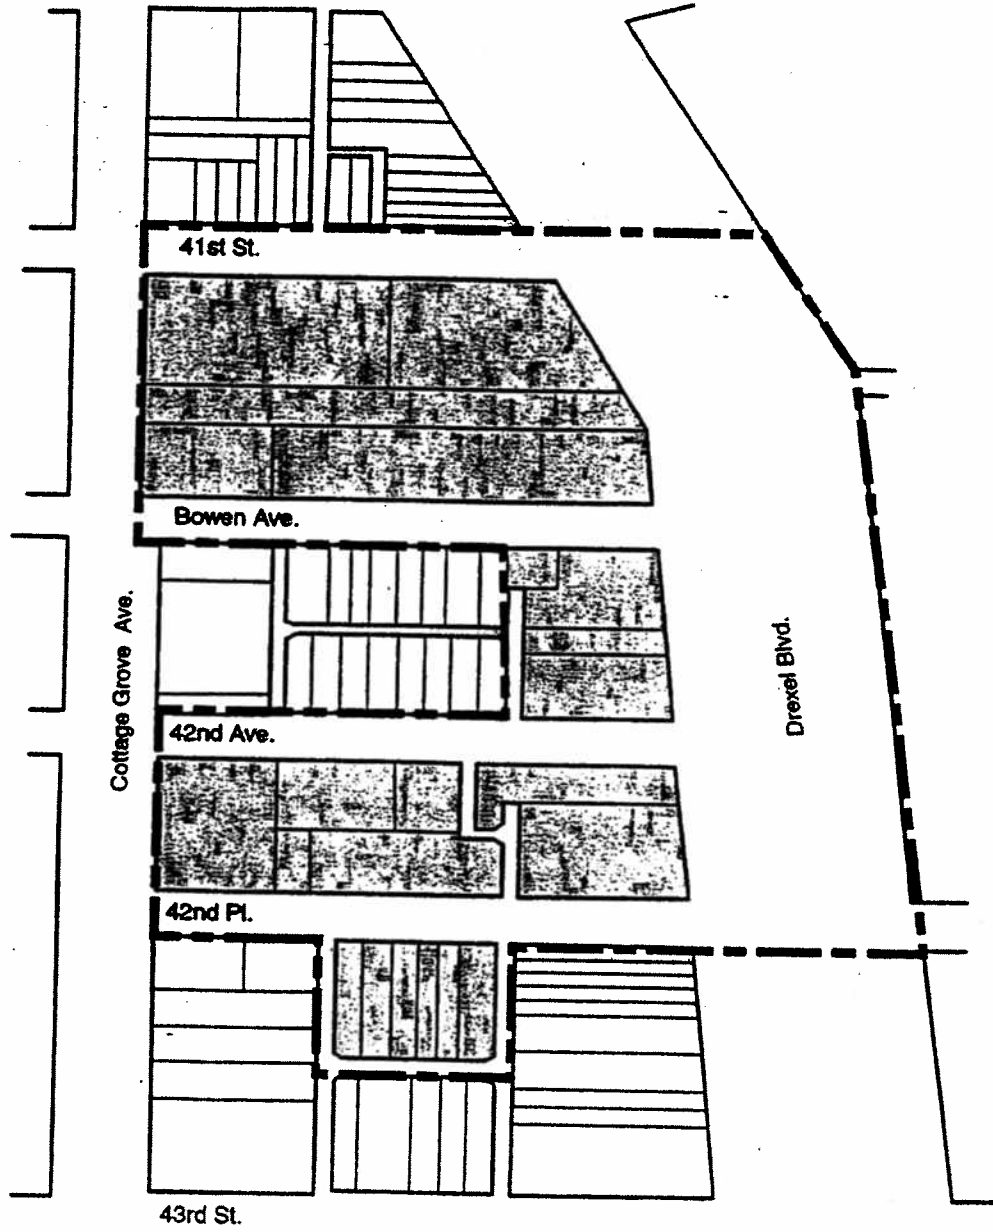 41st St.
Bowen Ave.
Cottage Grove Ave.
Drexel Blvd.
42nd Ave.
42nd Pl.
43rd St.